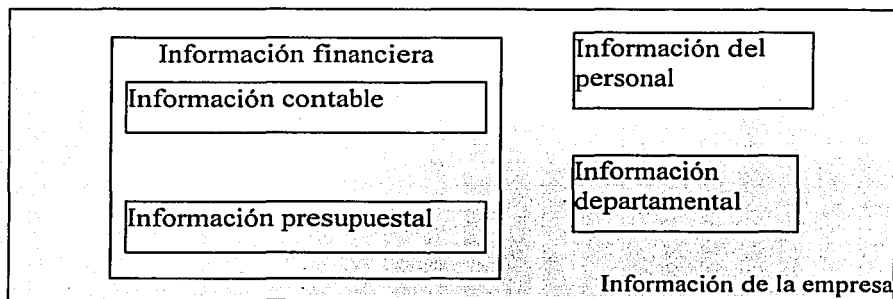 Información financiera
Información contable
Información presupuestal
Información del
personal
Información
departamental
Información de la empresa